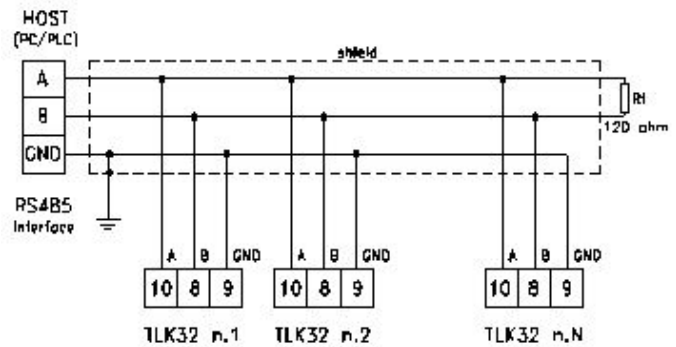 HOST
(PC/PLC)
shield
A
B
GND
Rt
120 ohm
RS485
Interface
A B GND
A B GND
A B GND
10 8 9
10 8 9
10 8 9
TLK32 n.1
TLK32 n.2
TLK32 n.N